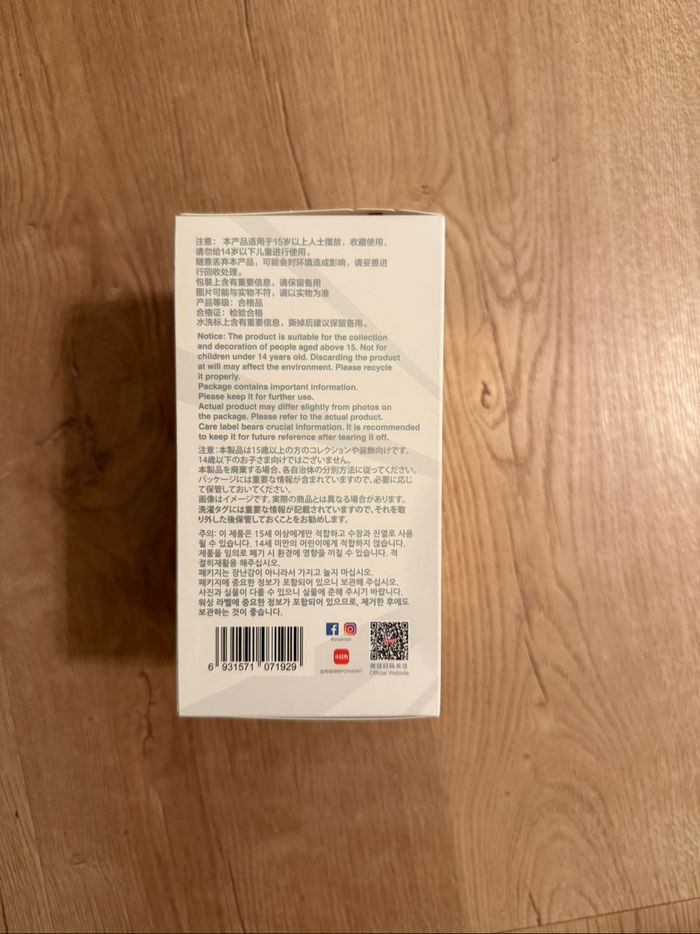 注意： 本产品适用于15岁以上人士摆放，收藏使用，
请勿给14岁以下儿童进行使用。
随意丢弃本产品，可能会对环境造成影响，请妥善进
行回收处理。
包装上含有重要信息，请保留备用
图片可能与实物不符，请以实物为准
产品等级：合格品
合格证：检验合格
水洗标上含有重要信息，撕掉后建议保留备用。
Notice: The product is suitable for the collection
and decoration of people aged above 15. Not for
children under 14 years old. Discarding the product
at will may affect the environment. Please recycle
it properly.
Package contains important information.
Please keep it for further use.
Actual product may differ slightly from photos on
the package. Please refer to the actual product.
Care label bears crucial information. It is recommended
to keep it for future reference after tearing it off.
注意：本製品は15歳以上の方のコレクションや装飾向けです。
14歳以下のお子さま向けではございません。
本製品を廃棄する場合、各自治体の分別方法に従ってください。
パッケージには重要な情報が含まれていますので、必要に応じ
て保管しておいてください。
画像はイメージです。実際の商品とは異なる場合があります。
洗濯タグには重要な情報が記載されていますので、それを取
り外した後保管しておくことをお勧めします。
주의: 이 제품은 15세 이상에게만 적합하고 수장과 진열로 사용
될 수 있습니다. 14세 미만의 어린이에게 적합하지 않습니다.
제품을 임의로 폐기 시 환경에 영향을 끼칠 수 있습니다. 적
절히재활용 해주십시오.
패키지는 장난감이 아니라서 가지고 놀지 마십시오.
패키지에 중요한 정보가 포함되어 있으니 보관해 주십시오.
사진과 실물이 다를 수 있으니 실물에 준해 주시기 바랍니다.
워싱 라벨에 중요한 정보가 포함되어 있으므로, 제거한 후에도
보관하는 것이 좋습니다.
6 931571 071929
@popmart
小红书
@泡泡玛特POPMART
微信扫码关注
Official Website